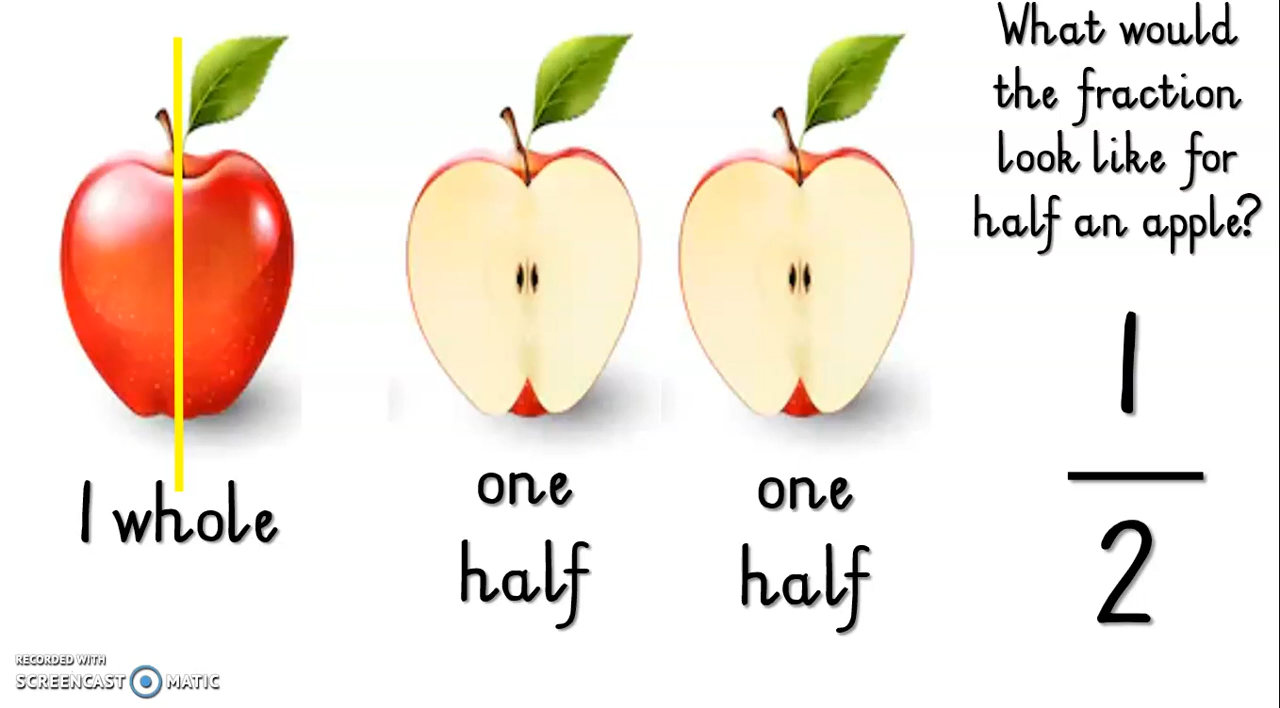 What would
the fraction
look like for
half an apple?
1 whole
one
half
one
half
1
2
RECORDED WITH
SCREENCAST MATIC